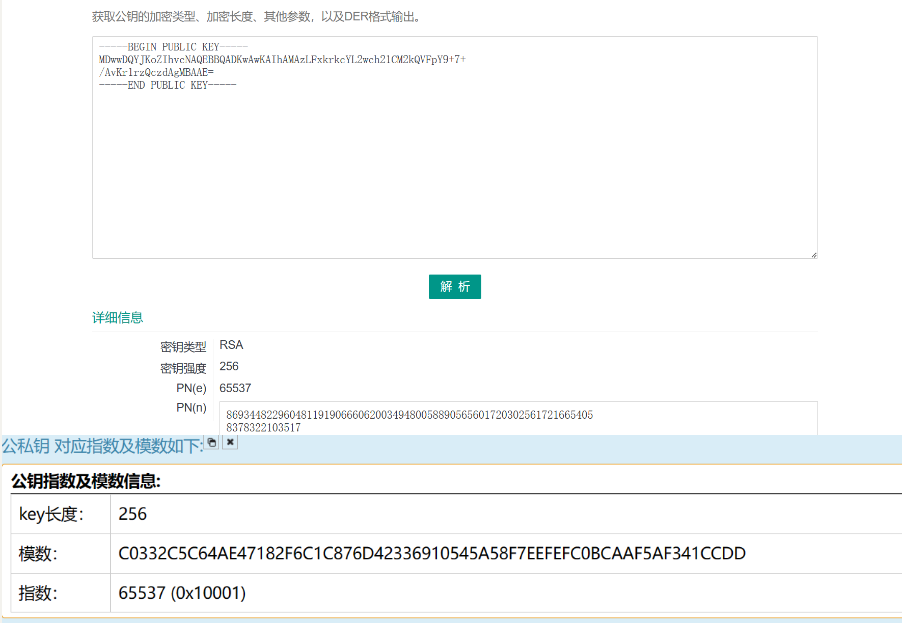 获取公钥的加密类型、加密长度、其他参数，以及DER格式输出。
-----BEGIN PUBLIC KEY-----
MDwwDQYJKoZIhvcNAQEBBQADKwAwKAIhAMAzLFxkrkcYL2wch21CM2kQVFpY9+7+
/AvKr1rzQczdAgMBAAE=
-----END PUBLIC KEY-----
解 析
详细信息
密钥类型 RSA
密钥强度 256
PN(e) 65537
PN(n) 86934482296048119190666062003494800588905656017203025617216654058378322103517
公私钥 对应指数及模数如下:
公钥指数及模数信息:
key长度: 256
模数: C0332C5C64AE47182F6C1C876D42336910545A58F7EEFEFC0BCAAF5AF341CCDD
指数: 65537 (0x10001)